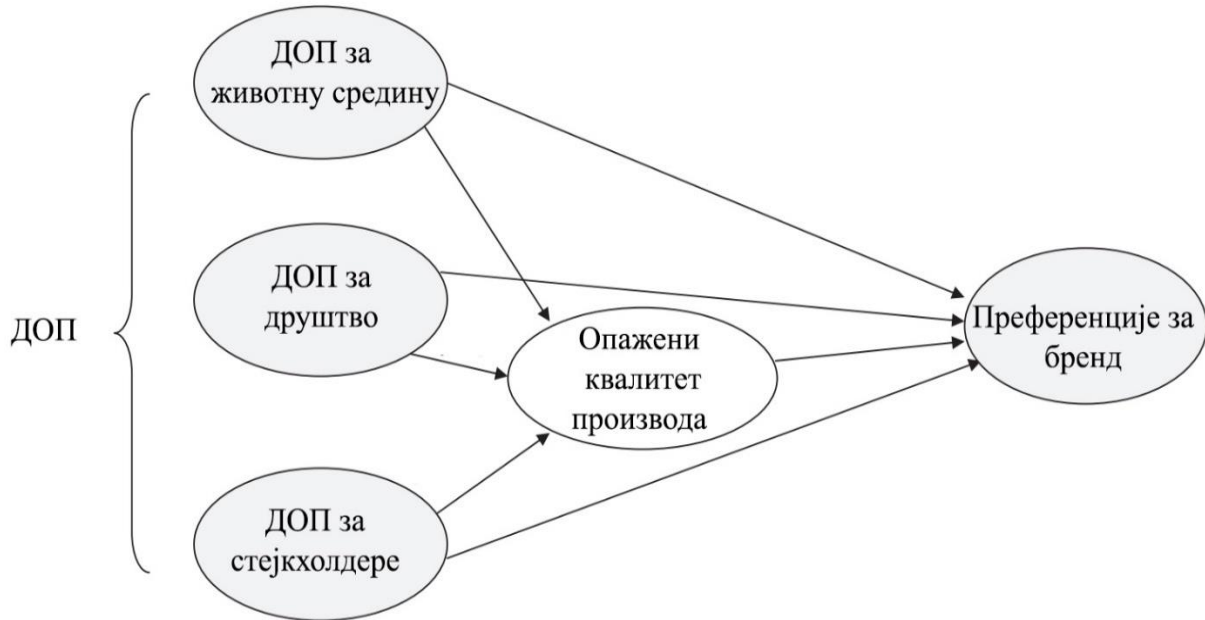 ДОП
ДОП за
животну средину
ДОП за
друштво
ДОП за
стејкхолдере
Опажени
квалитет
производа
Преференције за
бренд